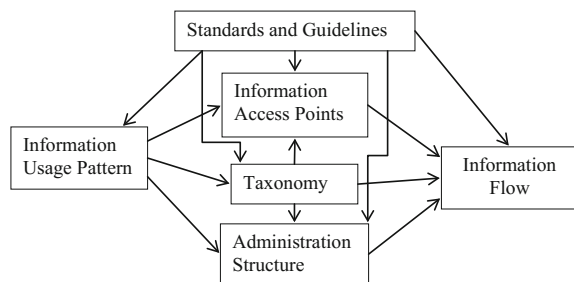 Standards and Guidelines
Information
Access Points
Information
Usage Pattern
Taxonomy
Information
Flow
Administration
Structure